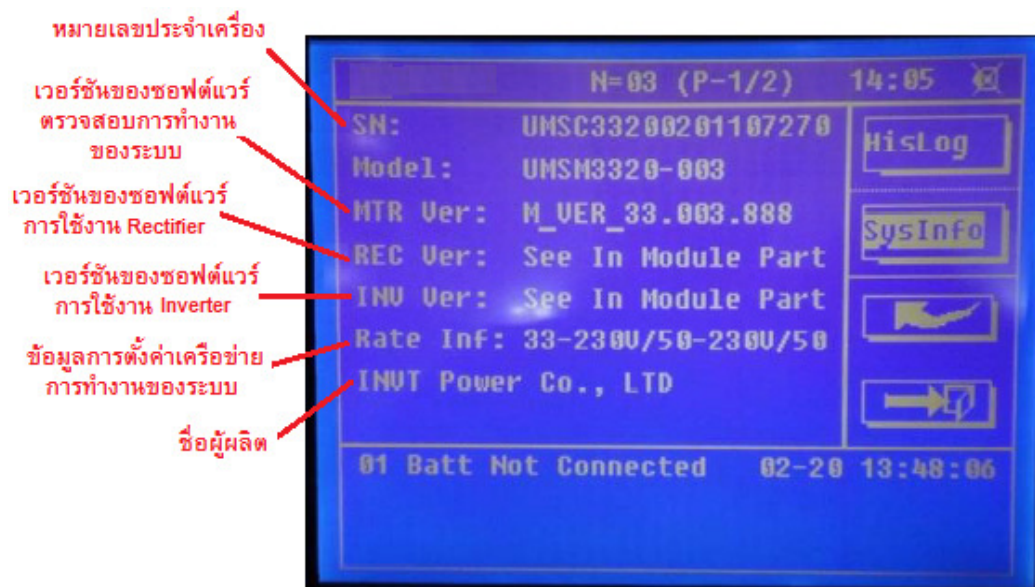 หมายเลขประจำเครื่อง
เวอร์ชันของซอฟต์แวร์
ตรวจสอบการทำงาน
ของระบบ
เวอร์ชันของซอฟต์แวร์
การใช้งาน Rectifier
เวอร์ชันของซอฟต์แวร์
การใช้งาน Inverter
ข้อมูลการตั้งค่าเครือข่าย
การทำงานของระบบ
ชื่อผู้ผลิต
N=03 (P-1/2) 14:05
SN: UMSC33200201107270
Model: UMSM3320-003
MTR Ver: M_VER_33.003.888
REC Ver: See In Module Part
INV Ver: See In Module Part
Rate Inf: 33-230V/50-230V/50
INVT Power Co., LTD
HisLog
SysInfo
01 Batt Not Connected 02-20 13:48:06